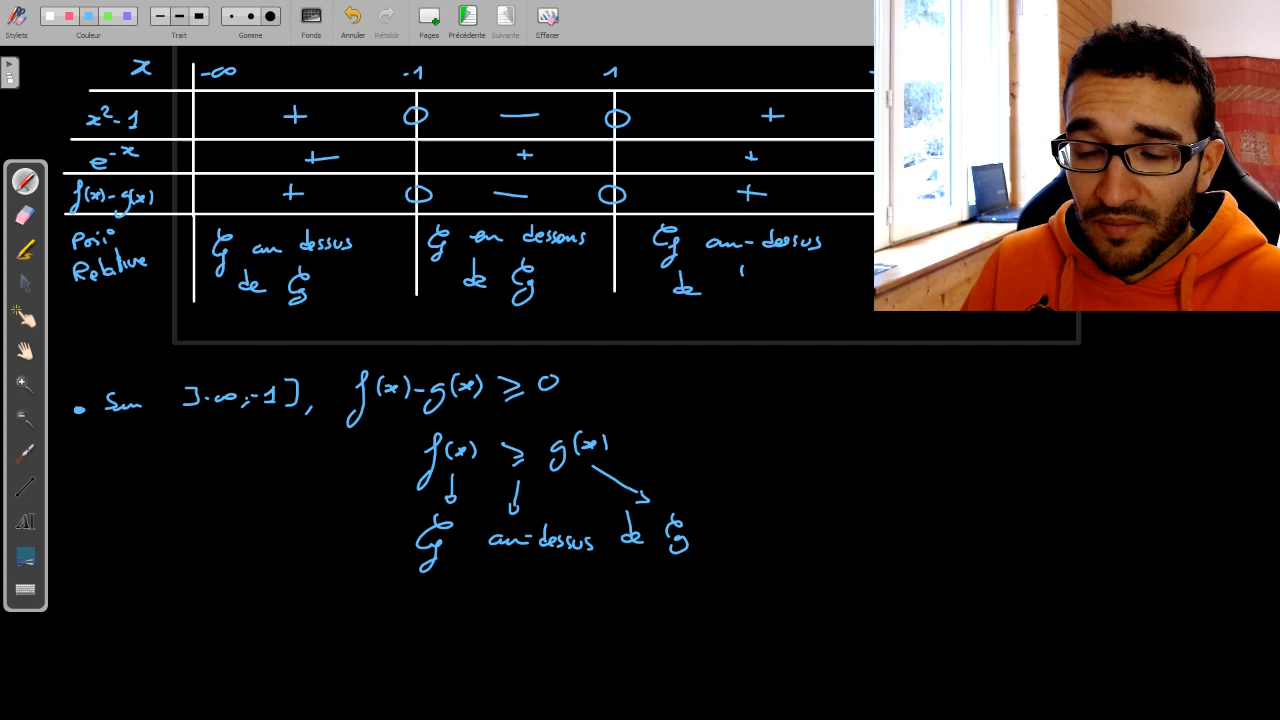 Stylets Couleur Trait Gomme Fonds Annuler Rétablir Pages Précédente Suivante Effacer
x -∞ -1 1
x²-1 + 0 — 0 +
e⁻ˣ + + +
f(x)-g(x) + 0 — 0 +
Posi° Relative
Cf au dessus de Cg
Cf en dessous de Cg
Cf au-dessus de
• Sur ]-∞;-1], f(x)-g(x) ⩾ 0
f(x) ⩾ g(x)
Cf au-dessus de Cg